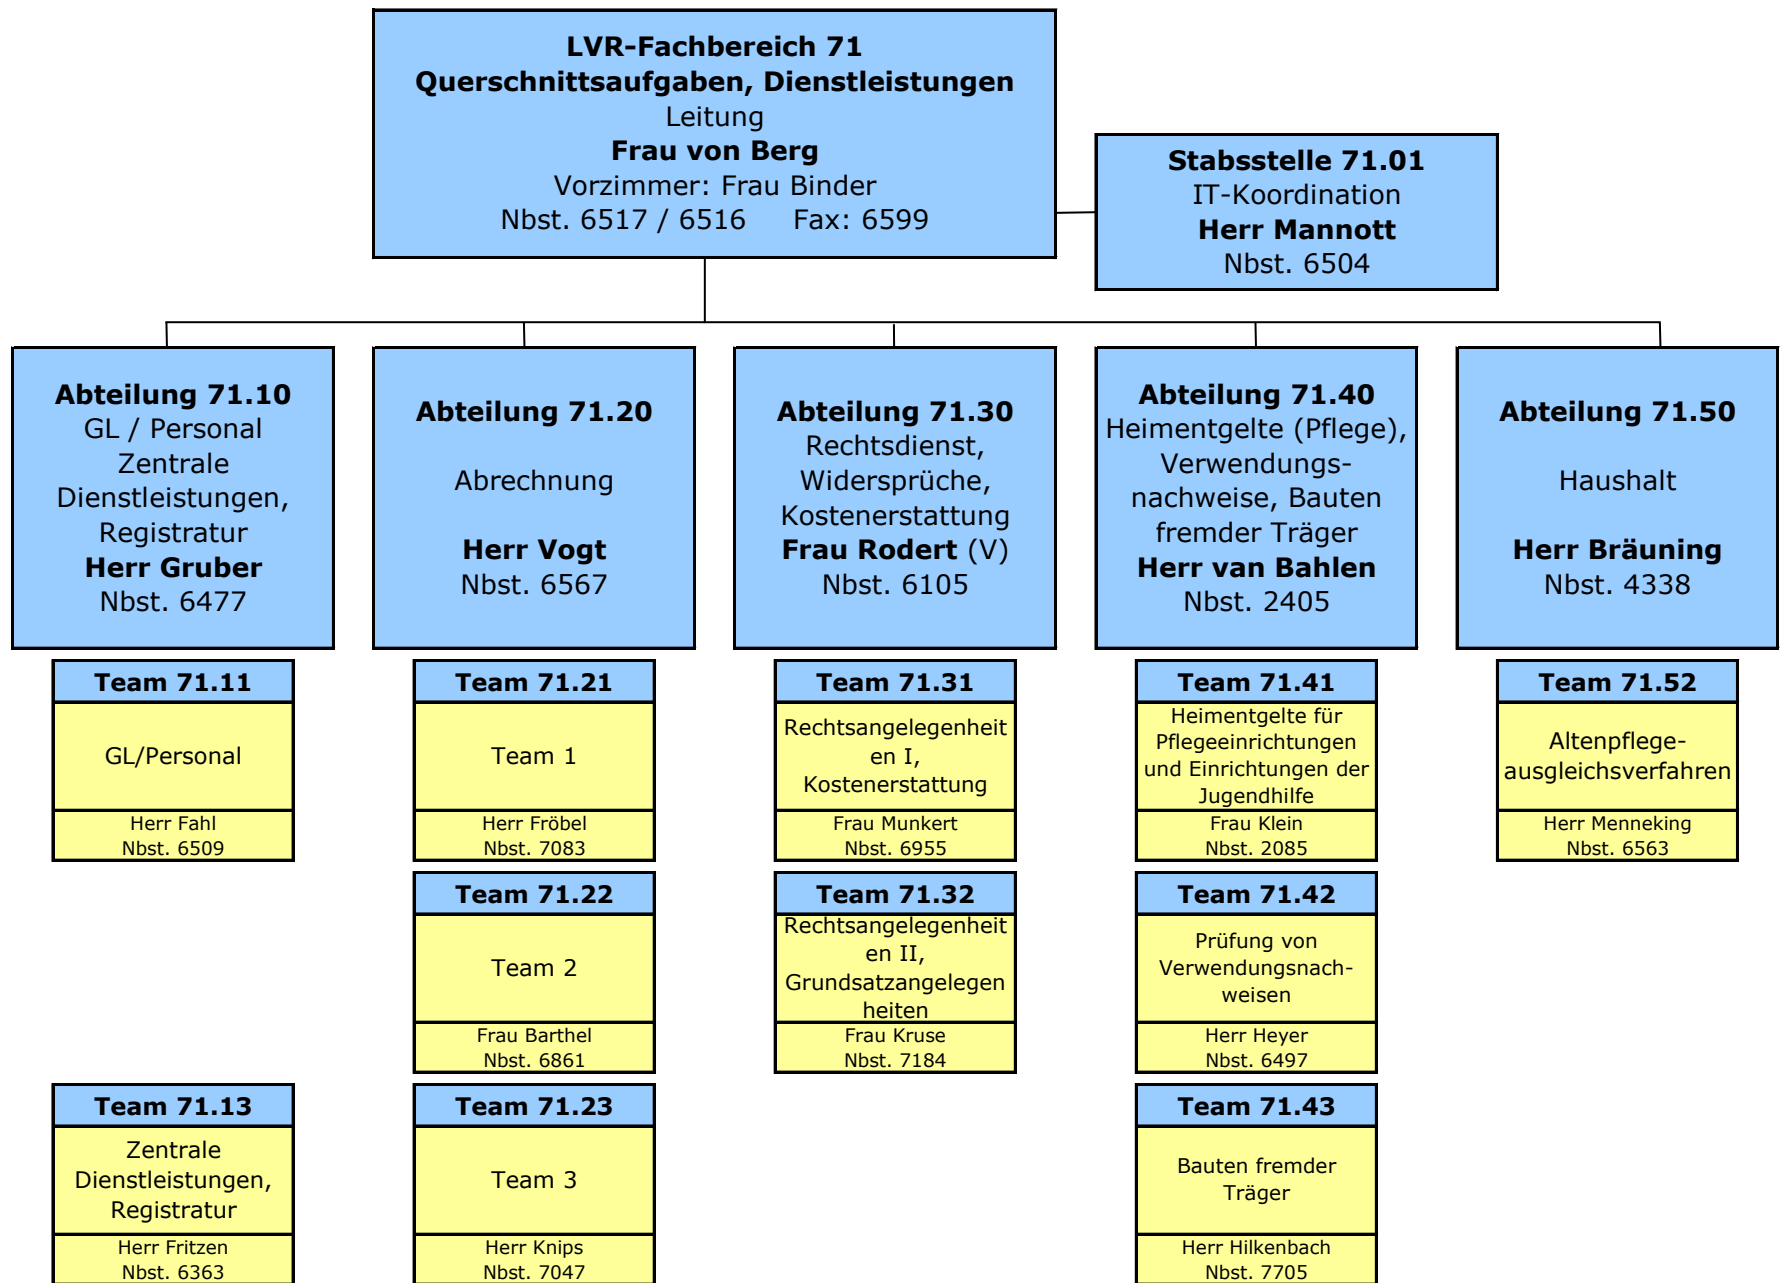 LVR-Fachbereich 71
Querschnittsaufgaben, Dienstleistungen
Leitung
Frau von Berg
Vorzimmer: Frau Binder
Nbst. 6517 / 6516 Fax: 6599
Stabsstelle 71.01
IT-Koordination
Herr Mannott
Nbst. 6504
Abteilung 71.10
GL / Personal
Zentrale
Dienstleistungen,
Registratur
Herr Gruber
Nbst. 6477
Abteilung 71.20
Abrechnung
Herr Vogt
Nbst. 6567
Abteilung 71.30
Rechtsdienst,
Widersprüche,
Kostenerstattung
Frau Rodert (V)
Nbst. 6105
Abteilung 71.40
Heimentgelte (Pflege),
Verwendungs-
nachweise, Bauten
fremder Träger
Herr van Bahlen
Nbst. 2405
Abteilung 71.50
Haushalt
Herr Bräuning
Nbst. 4338
Team 71.11
GL/Personal
Herr Fahl
Nbst. 6509
Team 71.21
Team 1
Herr Fröbel
Nbst. 7083
Team 71.31
Rechtsangelegenheit
en I,
Kostenerstattung
Frau Munkert
Nbst. 6955
Team 71.41
Heimentgelte für
Pflegeeinrichtungen
und Einrichtungen der
Jugendhilfe
Frau Klein
Nbst. 2085
Team 71.52
Altenpflege-
ausgleichsverfahren
Herr Menneking
Nbst. 6563
Team 71.22
Team 2
Frau Barthel
Nbst. 6861
Team 71.32
Rechtsangelegenheit
en II,
Grundsatzangelegen
heiten
Frau Kruse
Nbst. 7184
Team 71.42
Prüfung von
Verwendungsnach-
weisen
Herr Heyer
Nbst. 6497
Team 71.13
Zentrale
Dienstleistungen,
Registratur
Herr Fritzen
Nbst. 6363
Team 71.23
Team 3
Herr Knips
Nbst. 7047
Team 71.43
Bauten fremder
Träger
Herr Hilkenbach
Nbst. 7705